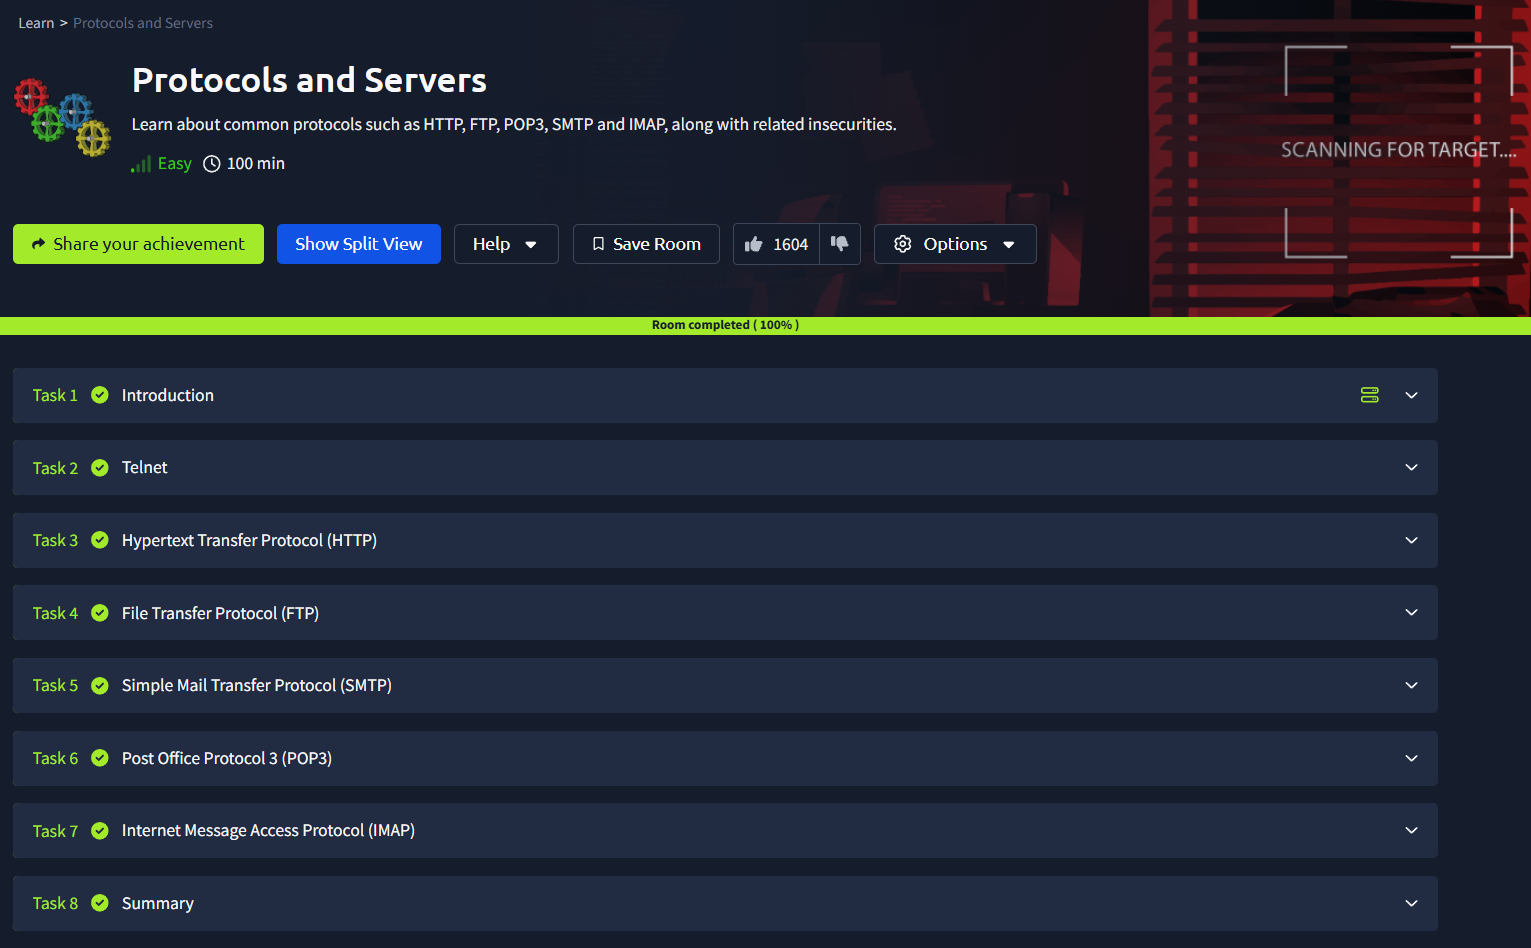 Learn > Protocols and Servers
Protocols and Servers
Learn about common protocols such as HTTP, FTP, POP3, SMTP and IMAP, along with related insecurities.
Easy 100 min
SCANNING FOR TARGET....
Share your achievement Show Split View Help Save Room 1604 Options
Room completed ( 100% )
Task 1 Introduction
Task 2 Telnet
Task 3 Hypertext Transfer Protocol (HTTP)
Task 4 File Transfer Protocol (FTP)
Task 5 Simple Mail Transfer Protocol (SMTP)
Task 6 Post Office Protocol 3 (POP3)
Task 7 Internet Message Access Protocol (IMAP)
Task 8 Summary